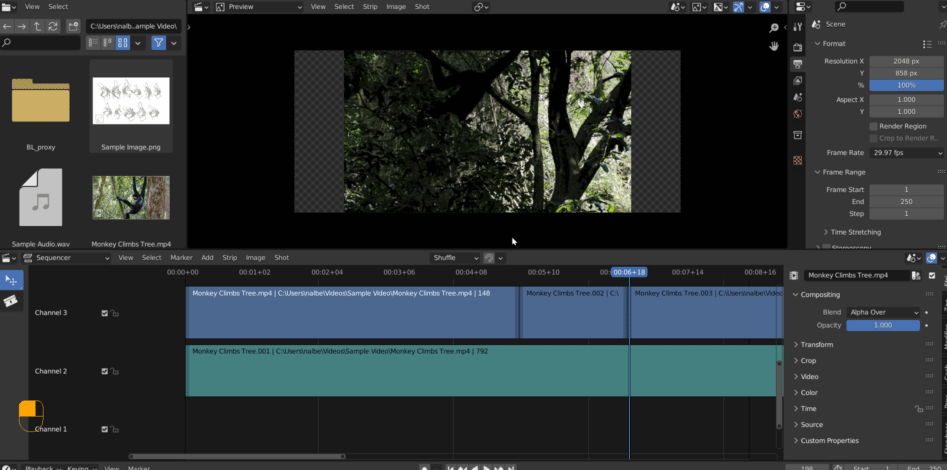 View Select
Preview View Select Strip Image Shot
Scene
C:\Users\nalb...ample Video\
Format
Resolution X 2048 px
Y 858 px
% 100%
Aspect X 1.000
Y 1.000
Render Region
Crop to Render R...
Frame Rate 29.97 fps
BL_proxy
Sample Image.png
Frame Range
Frame Start 1
End 250
Step 1
Time Stretching
Sample Audio.wav
Monkey Climbs Tree.mp4
Sequencer View Select Marker Add Strip Image Shot Shuffle
00:00+00 00:01+02 00:02+04 00:03+06 00:04+08 00:05+10 00:06+18 00:07+14 00:08+16
Monkey Climbs Tree.mp4
Channel 3
Monkey Climbs Tree.mp4 | C:\Users\nalbe\Videos\Sample Video\Monkey Climbs Tree.mp4 | 148
Monkey Climbs Tree.002 | C:\
Monkey Climbs Tree.003 | C:\Users\nalbe\Videc
Compositing
Blend Alpha Over
Opacity 1.000
Channel 2
Monkey Climbs Tree.001 | C:\Users\nalbe\Videos\Sample Video\Monkey Climbs Tree.mp4 | 792
Transform
Crop
Video
Color
Time
Source
Custom Properties
Channel 1
Playback Keying View Marker
198 Start 1 End 250